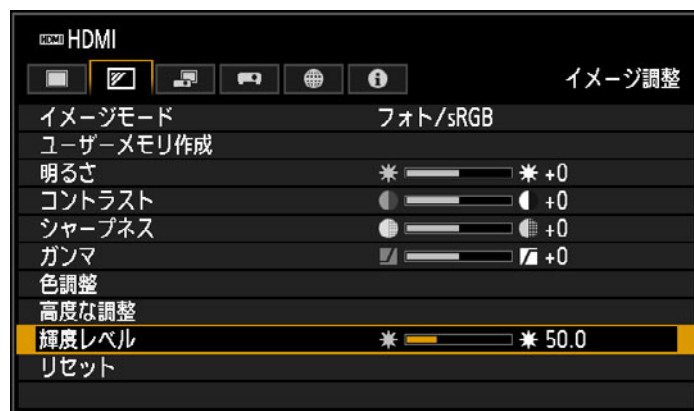 HDMI HDMI
イメージ調整
イメージモード フォト/sRGB
ユーザーメモリ作成
明るさ +0
コントラスト +0
シャープネス +0
ガンマ +0
色調整
高度な調整
輝度レベル 50.0
リセット